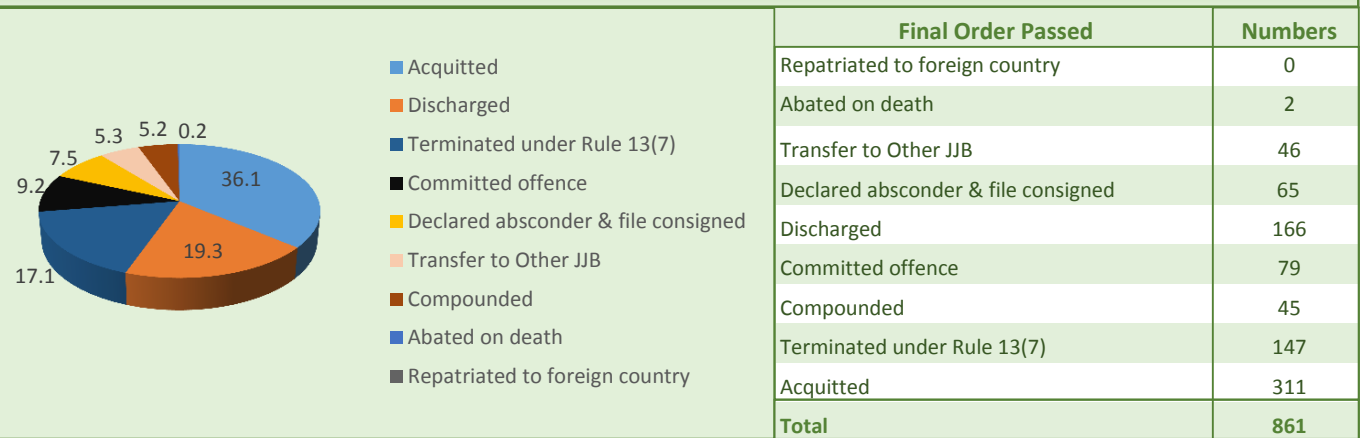 5.3 5.2 0.2
7.5
9.2
36.1
19.3
17.1
Acquitted
Discharged
Terminated under Rule 13(7)
Committed offence
Declared absconder & file consigned
Transfer to Other JJB
Compounded
Abated on death
Repatriated to foreign country
Final Order Passed Numbers
Repatriated to foreign country 0
Abated on death 2
Transfer to Other JJB 46
Declared absconder & file consigned 65
Discharged 166
Committed offence 79
Compounded 45
Terminated under Rule 13(7) 147
Acquitted 311
Total 861